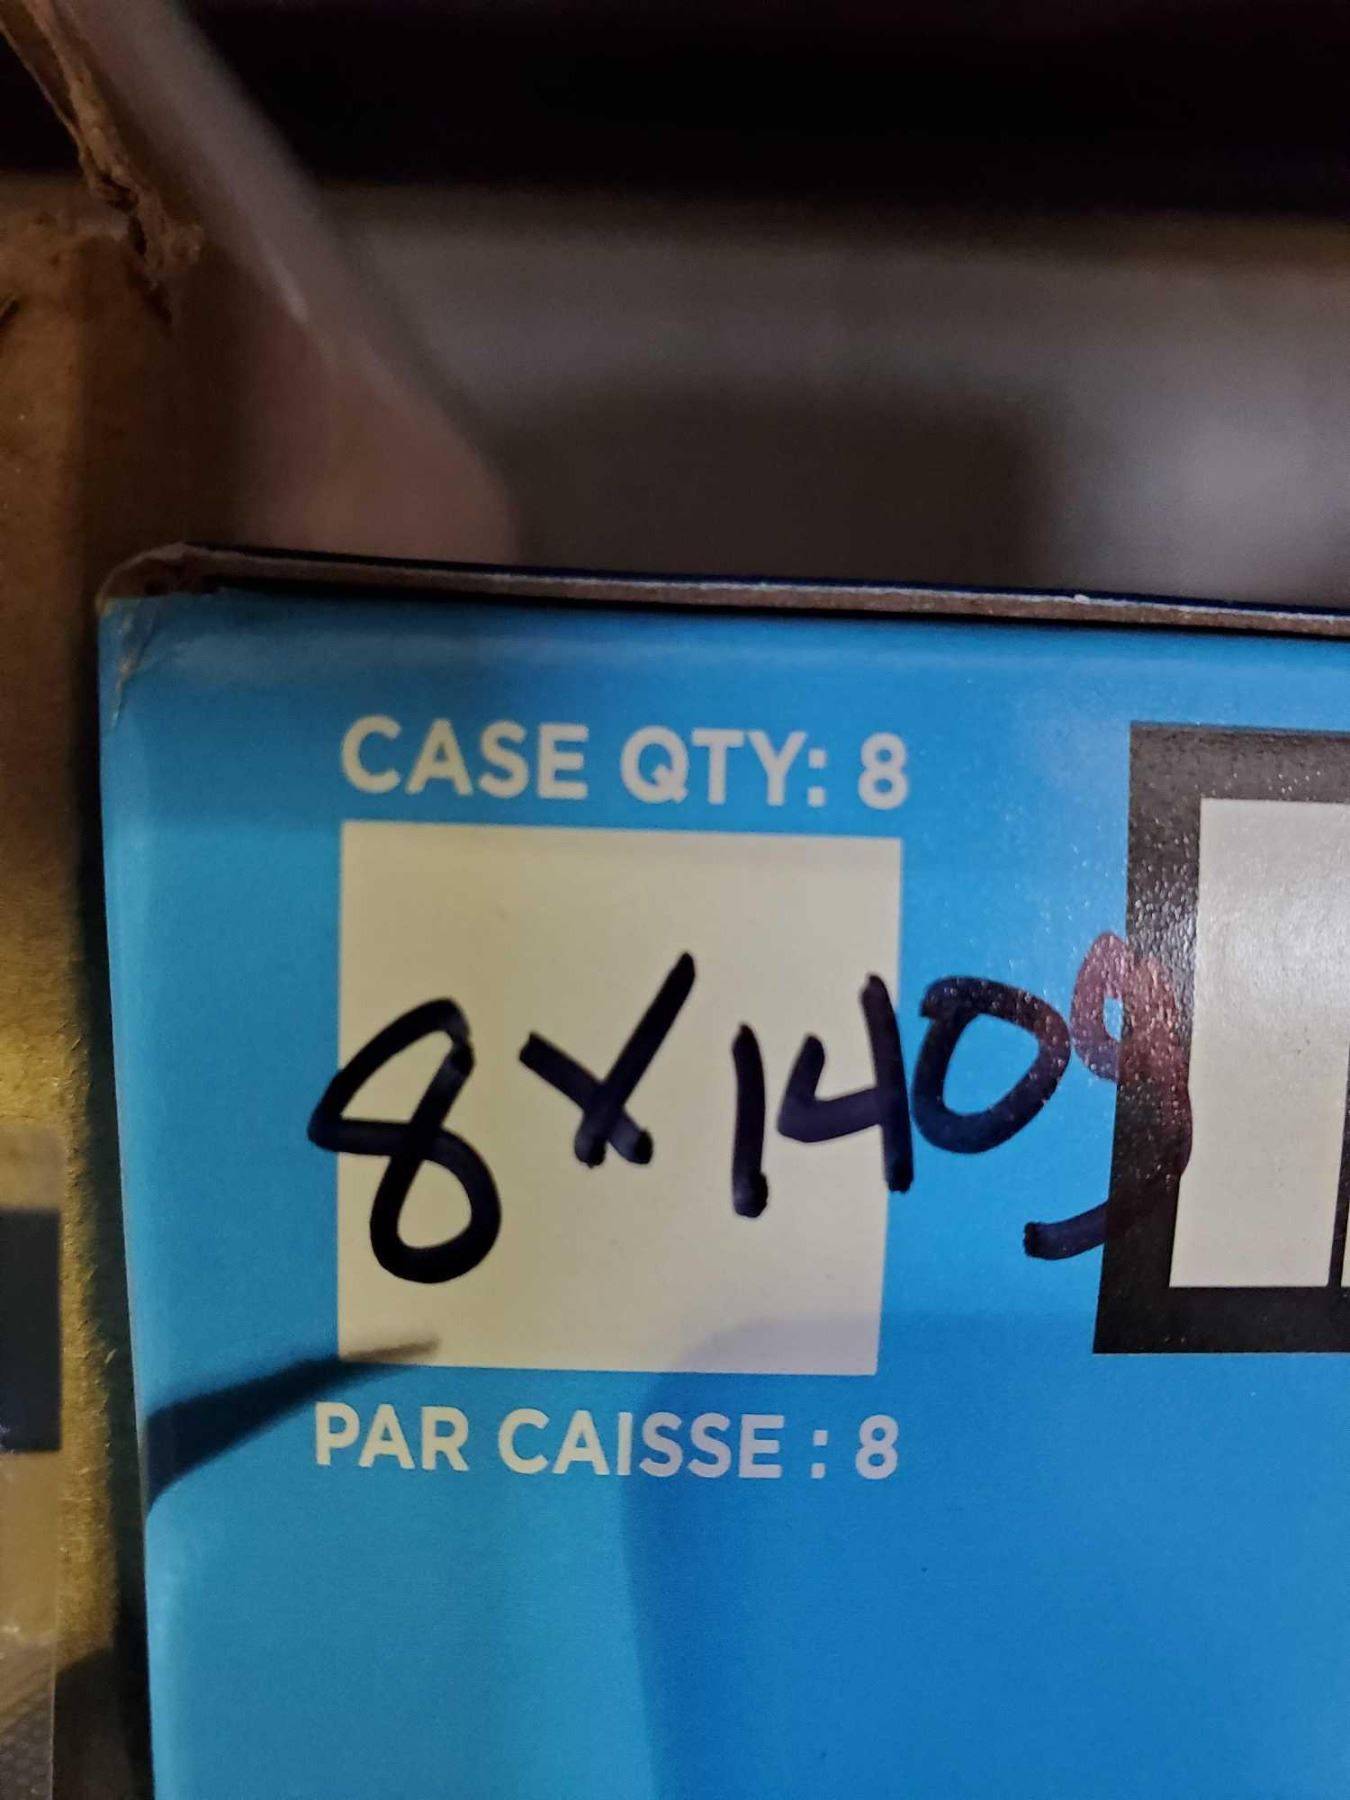 CASE QTY: 8
8x140g
PAR CAISSE : 8